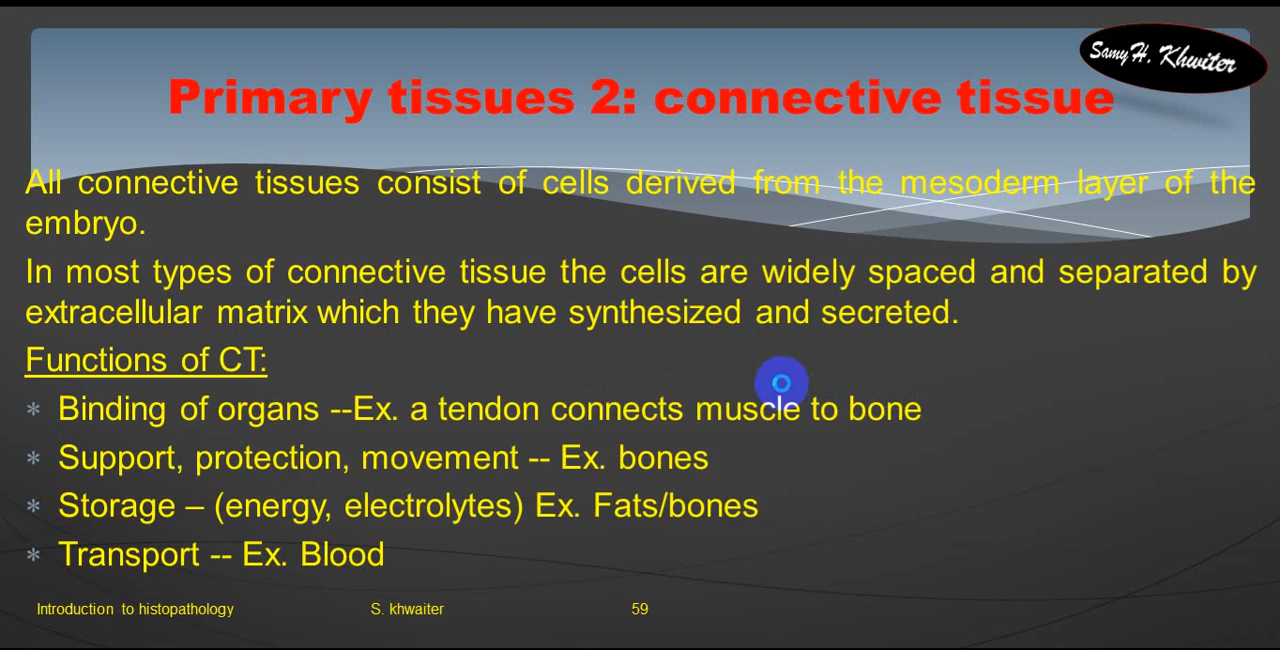 Samy H. Khwiter
Primary tissues 2: connective tissue
All connective tissues consist of cells derived from the mesoderm layer of the
embryo.
In most types of connective tissue the cells are widely spaced and separated by
extracellular matrix which they have synthesized and secreted.
Functions of CT:
* Binding of organs --Ex. a tendon connects muscle to bone
* Support, protection, movement -- Ex. bones
* Storage – (energy, electrolytes) Ex. Fats/bones
* Transport -- Ex. Blood
Introduction to histopathology S. khwaiter 59